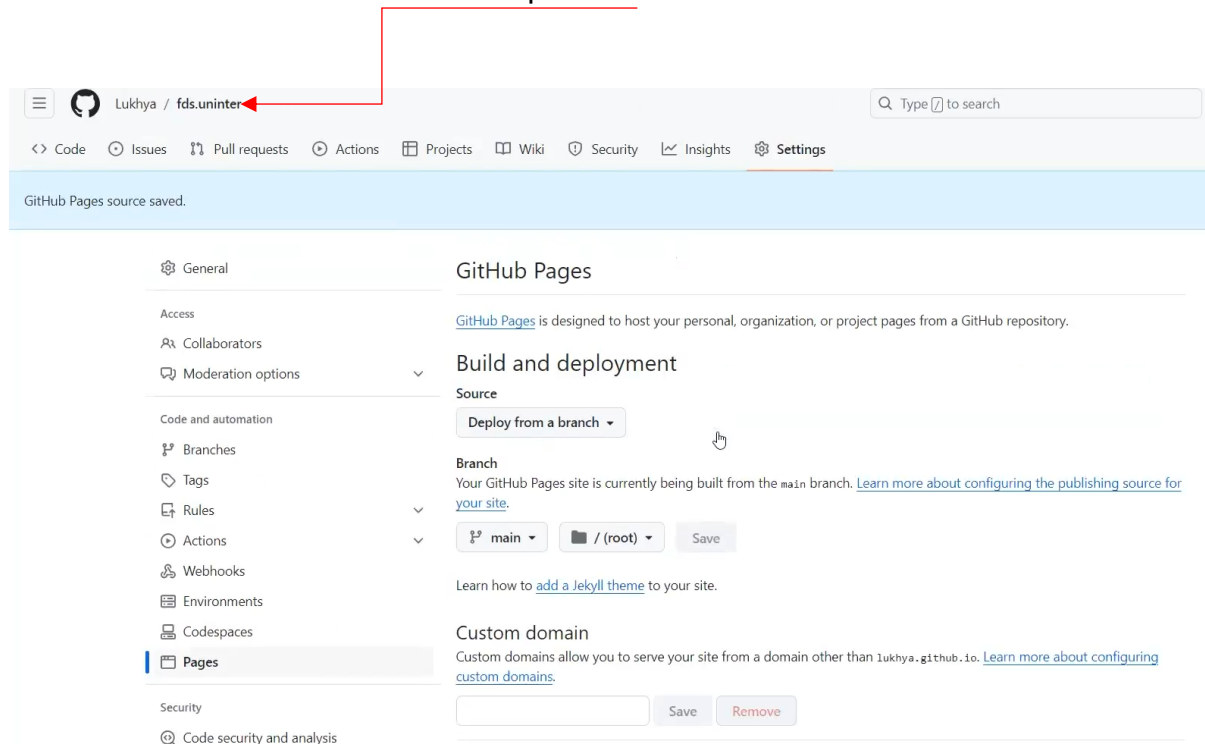 Lukhya / fds.uninter
Type / to search
Code Issues Pull requests Actions Projects Wiki Security Insights Settings
GitHub Pages source saved.
General
Access
Collaborators
Moderation options
Code and automation
Branches
Tags
Rules
Actions
Webhooks
Environments
Codespaces
Pages
Security
Code security and analysis
GitHub Pages
GitHub Pages is designed to host your personal, organization, or project pages from a GitHub repository.
Build and deployment
Source
Deploy from a branch
Branch
Your GitHub Pages site is currently being built from the main branch. Learn more about configuring the publishing source for
your site.
main / (root) Save
Learn how to add a Jekyll theme to your site.
Custom domain
Custom domains allow you to serve your site from a domain other than lukhya.github.io. Learn more about configuring
custom domains.
Save Remove